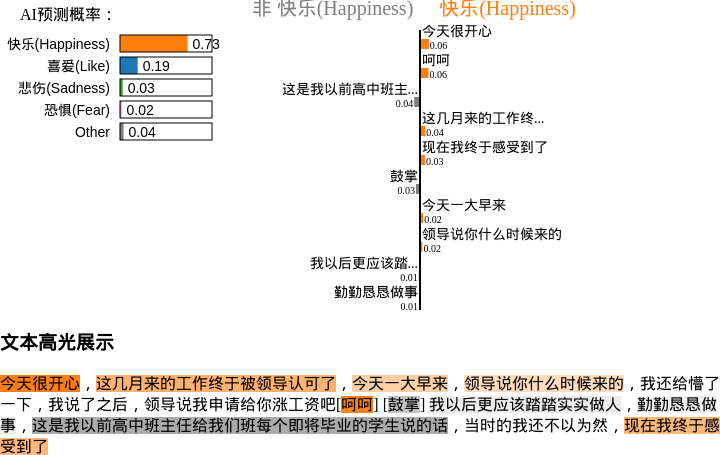 AI预测概率：
快乐(Happiness) 0.73
喜爱(Like) 0.19
悲伤(Sadness) 0.03
恐惧(Fear) 0.02
Other 0.04
非 快乐(Happiness) 快乐(Happiness)
今天很开心
0.06
呵呵
0.06
这是我以前高中班主...
0.04
这几月来的工作终...
0.04
现在我终于感受到了
0.03
鼓掌
0.03
今天一大早来
0.02
领导说你什么时候来的
0.02
我以后更应该踏...
0.01
勤勤恳恳做事
0.01
文本高光展示
今天很开心，这几月来的工作终于被领导认可了，今天一大早来，领导说你什么时候来的，我还给懵了
一下，我说了之后，领导说我申请给你涨工资吧[呵呵] [鼓掌] 我以后更应该踏踏实实做人，勤勤恳恳做
事，这是我以前高中班主任给我们班每个即将毕业的学生说的话，当时的我还不以为然，现在我终于感
受到了